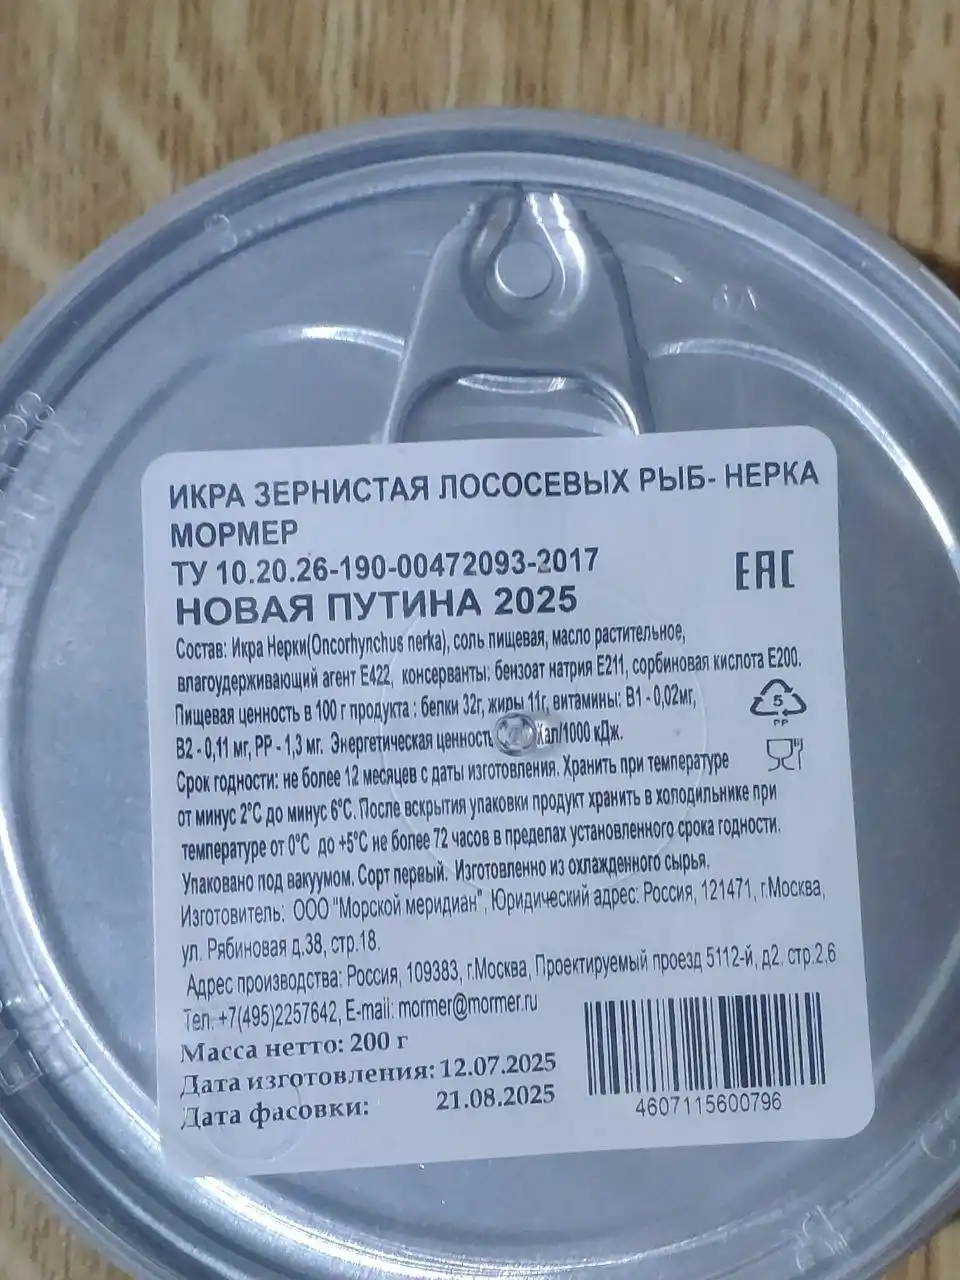 ИКРА ЗЕРНИСТАЯ ЛОСОСЕВЫХ РЫБ- НЕРКА
МОРМЕР
ТУ 10.20.26-190-00472093-2017
НОВАЯ ПУТИНА 2025
EAC
Состав: Икра Нерки(Oncorhynchus nerka), соль пищевая, масло растительное,
влагоудерживающий агент Е422, консерванты: бензоат натрия Е211, сорбиновая кислота Е200.
Пищевая ценность в 100 г продукта : белки 32г, жиры 11г, витамины: В1 - 0,02мг,
В2 - 0,11 мг, РР - 1,3 мг. Энергетическая ценность /1000 кДж.
5
PP
Срок годности: не более 12 месяцев с даты изготовления. Хранить при температуре
от минус 2°С до минус 6°С. После вскрытия упаковки продукт хранить в холодильнике при
температуре от 0°С до +5°С не более 72 часов в пределах установленного срока годности.
Упаковано под вакуумом. Сорт первый. Изготовленно из охлажденного сырья.
Изготовитель: ООО "Морской меридиан", Юридический адрес: Россия, 121471, г.Москва,
ул. Рябиновая д.38, стр.18.
Адрес производства: Россия, 109383, г.Москва, Проектируемый проезд 5112-й, д2. стр.2,6
Тел. +7(495)2257642, E-mail: mormer@mormer.ru
Масса нетто: 200 г
Дата изготовления: 12.07.2025
Дата фасовки: 21.08.2025
4607115600796